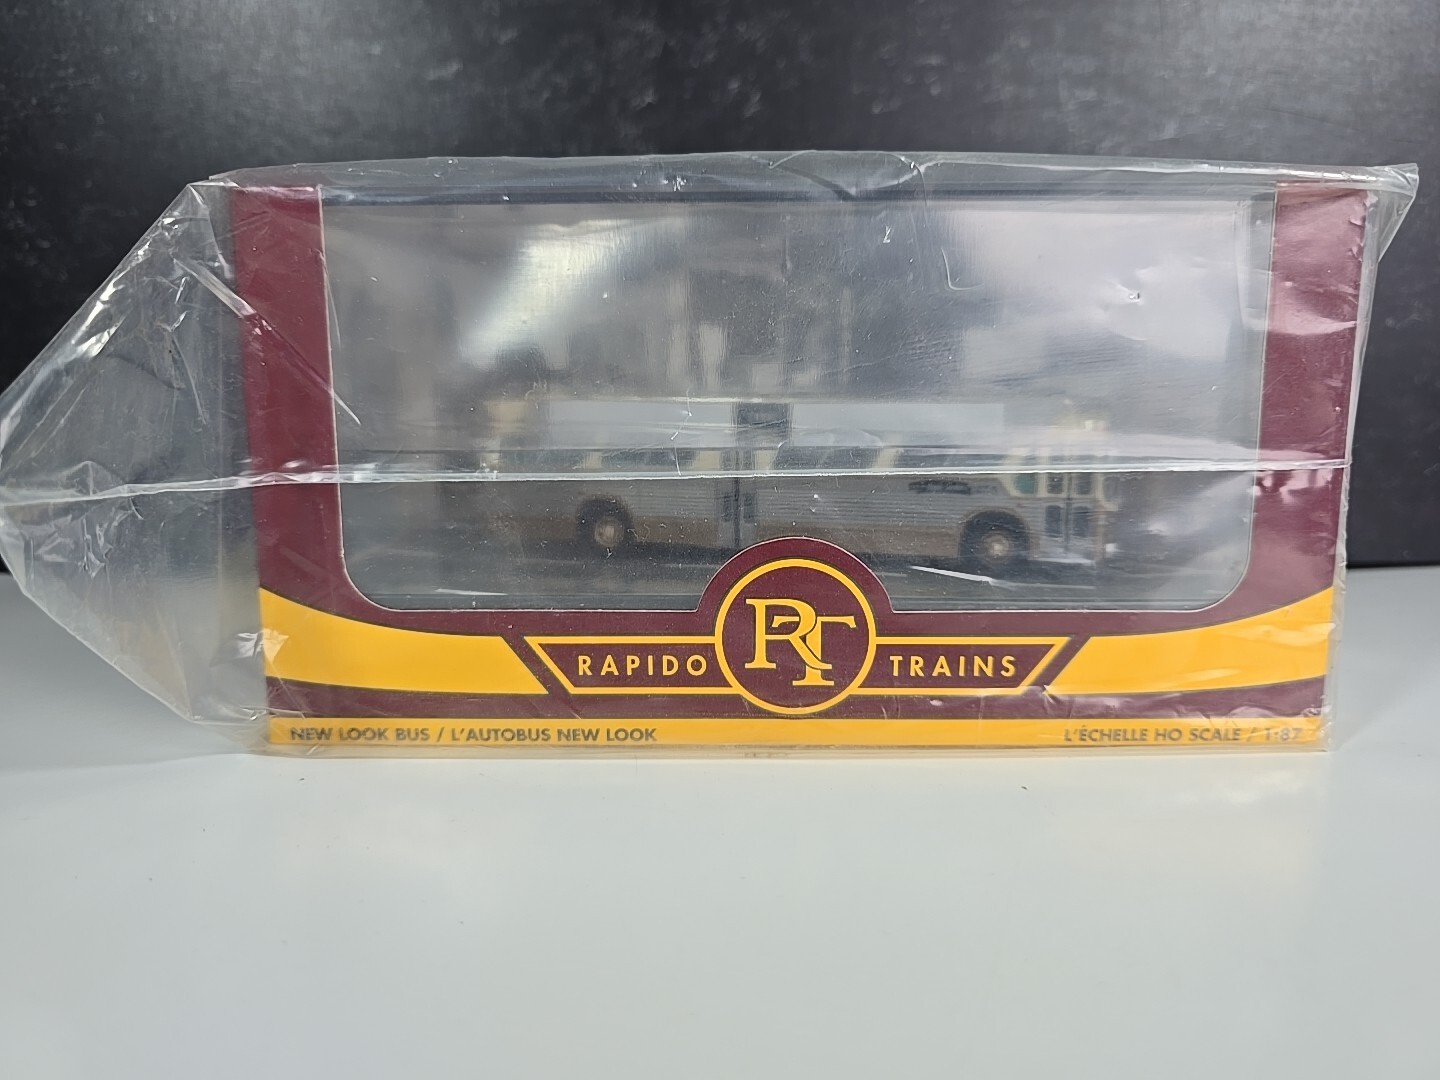 RAPIDO RT TRAINS
NEW LOOK BUS / L'AUTOBUS NEW LOOK
L'ÉCHELLE HO SCALE / 1:87